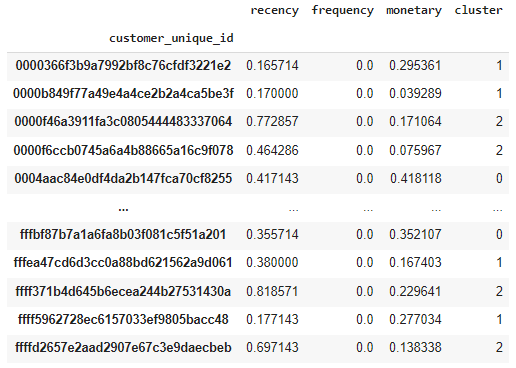 recency frequency monetary cluster
customer_unique_id
0000366f3b9a7992bf8c76cfdf3221e2 0.165714 0.0 0.295361 1
0000b849f77a49e4a4ce2b2a4ca5be3f 0.170000 0.0 0.039289 1
0000f46a3911fa3c0805444483337064 0.772857 0.0 0.171064 2
0000f6ccb0745a6a4b88665a16c9f078 0.464286 0.0 0.075967 2
0004aac84e0df4da2b147fca70cf8255 0.417143 0.0 0.418118 0
... ... ... ... ...
fffbf87b7a1a6fa8b03f081c5f51a201 0.355714 0.0 0.352107 0
fffea47cd6d3cc0a88bd621562a9d061 0.380000 0.0 0.167403 1
ffff371b4d645b6ecea244b27531430a 0.818571 0.0 0.229641 2
ffff5962728ec6157033ef9805bacc48 0.177143 0.0 0.277034 1
ffffd2657e2aad2907e67c3e9daecbeb 0.697143 0.0 0.138338 2